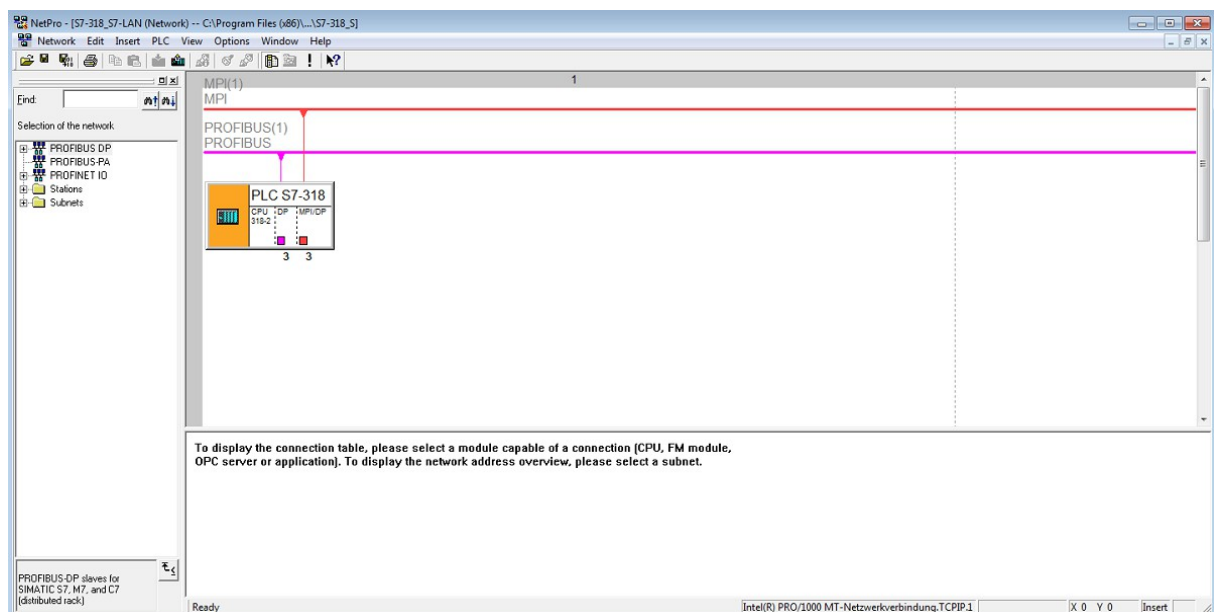 NetPro - [S7-318_S7-LAN (Network) -- C:\Program Files (x86)\...\S7-318_S]
Network Edit Insert PLC View Options Window Help
Find:
Selection of the network
PROFIBUS DP
PROFIBUS-PA
PROFINET IO
Stations
Subnets
PROFIBUS-DP slaves for
SIMATIC S7, M7, and C7
(distributed rack)
1
MPI(1)
MPI
PROFIBUS(1)
PROFIBUS
PLC S7-318
CPU DP MPI/DP
318-2
3 3
To display the connection table, please select a module capable of a connection (CPU, FM module,
OPC server or application). To display the network address overview, please select a subnet.
Ready Intel(R) PRO/1000 MT-Netzwerkverbindung.TCPIP.1 X 0 Y 0 Insert